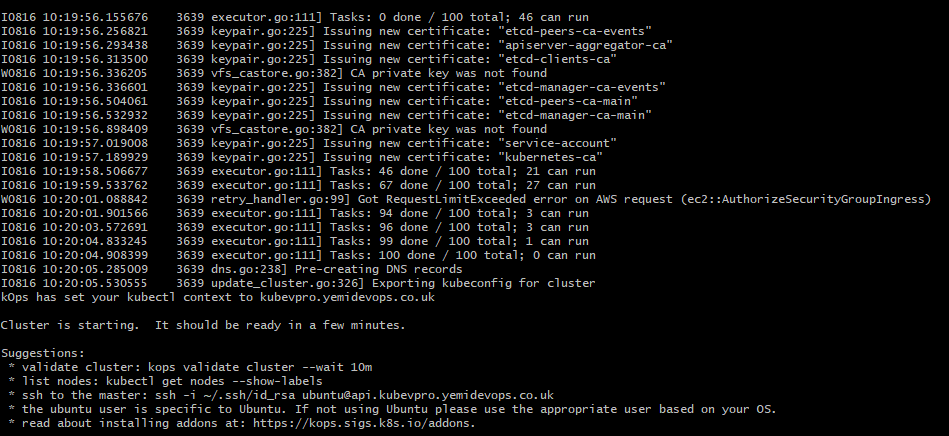 I0816 10:19:56.155676    3639 executor.go:111] Tasks: 0 done / 100 total; 46 can run
I0816 10:19:56.256821    3639 keypair.go:225] Issuing new certificate: "etcd-peers-ca-events"
I0816 10:19:56.293438    3639 keypair.go:225] Issuing new certificate: "apiserver-aggregator-ca"
I0816 10:19:56.313500    3639 keypair.go:225] Issuing new certificate: "etcd-clients-ca"
W0816 10:19:56.336205    3639 vfs_castore.go:382] CA private key was not found
I0816 10:19:56.336601    3639 keypair.go:225] Issuing new certificate: "etcd-manager-ca-events"
I0816 10:19:56.504061    3639 keypair.go:225] Issuing new certificate: "etcd-peers-ca-main"
I0816 10:19:56.532932    3639 keypair.go:225] Issuing new certificate: "etcd-manager-ca-main"
W0816 10:19:56.898409    3639 vfs_castore.go:382] CA private key was not found
I0816 10:19:57.019008    3639 keypair.go:225] Issuing new certificate: "service-account"
I0816 10:19:57.189929    3639 keypair.go:225] Issuing new certificate: "kubernetes-ca"
I0816 10:19:58.506677    3639 executor.go:111] Tasks: 46 done / 100 total; 21 can run
I0816 10:19:59.533762    3639 executor.go:111] Tasks: 67 done / 100 total; 27 can run
W0816 10:20:01.088842    3639 retry_handler.go:99] Got RequestLimitExceeded error on AWS request (ec2::AuthorizeSecurityGroupIngress)
I0816 10:20:01.901566    3639 executor.go:111] Tasks: 94 done / 100 total; 3 can run
I0816 10:20:03.572691    3639 executor.go:111] Tasks: 96 done / 100 total; 3 can run
I0816 10:20:04.833245    3639 executor.go:111] Tasks: 99 done / 100 total; 1 can run
I0816 10:20:04.908399    3639 executor.go:111] Tasks: 100 done / 100 total; 0 can run
I0816 10:20:05.285009    3639 dns.go:238] Pre-creating DNS records
I0816 10:20:05.530555    3639 update_cluster.go:326] Exporting kubeconfig for cluster
kOps has set your kubectl context to kubevpro.yemidevops.co.uk

Cluster is starting.  It should be ready in a few minutes.

Suggestions:
 * validate cluster: kops validate cluster --wait 10m
 * list nodes: kubectl get nodes --show-labels
 * ssh to the master: ssh -i ~/.ssh/id_rsa ubuntu@api.kubevpro.yemidevops.co.uk
 * the ubuntu user is specific to Ubuntu. If not using Ubuntu please use the appropriate user based on your OS.
 * read about installing addons at: https://kops.sigs.k8s.io/addons.